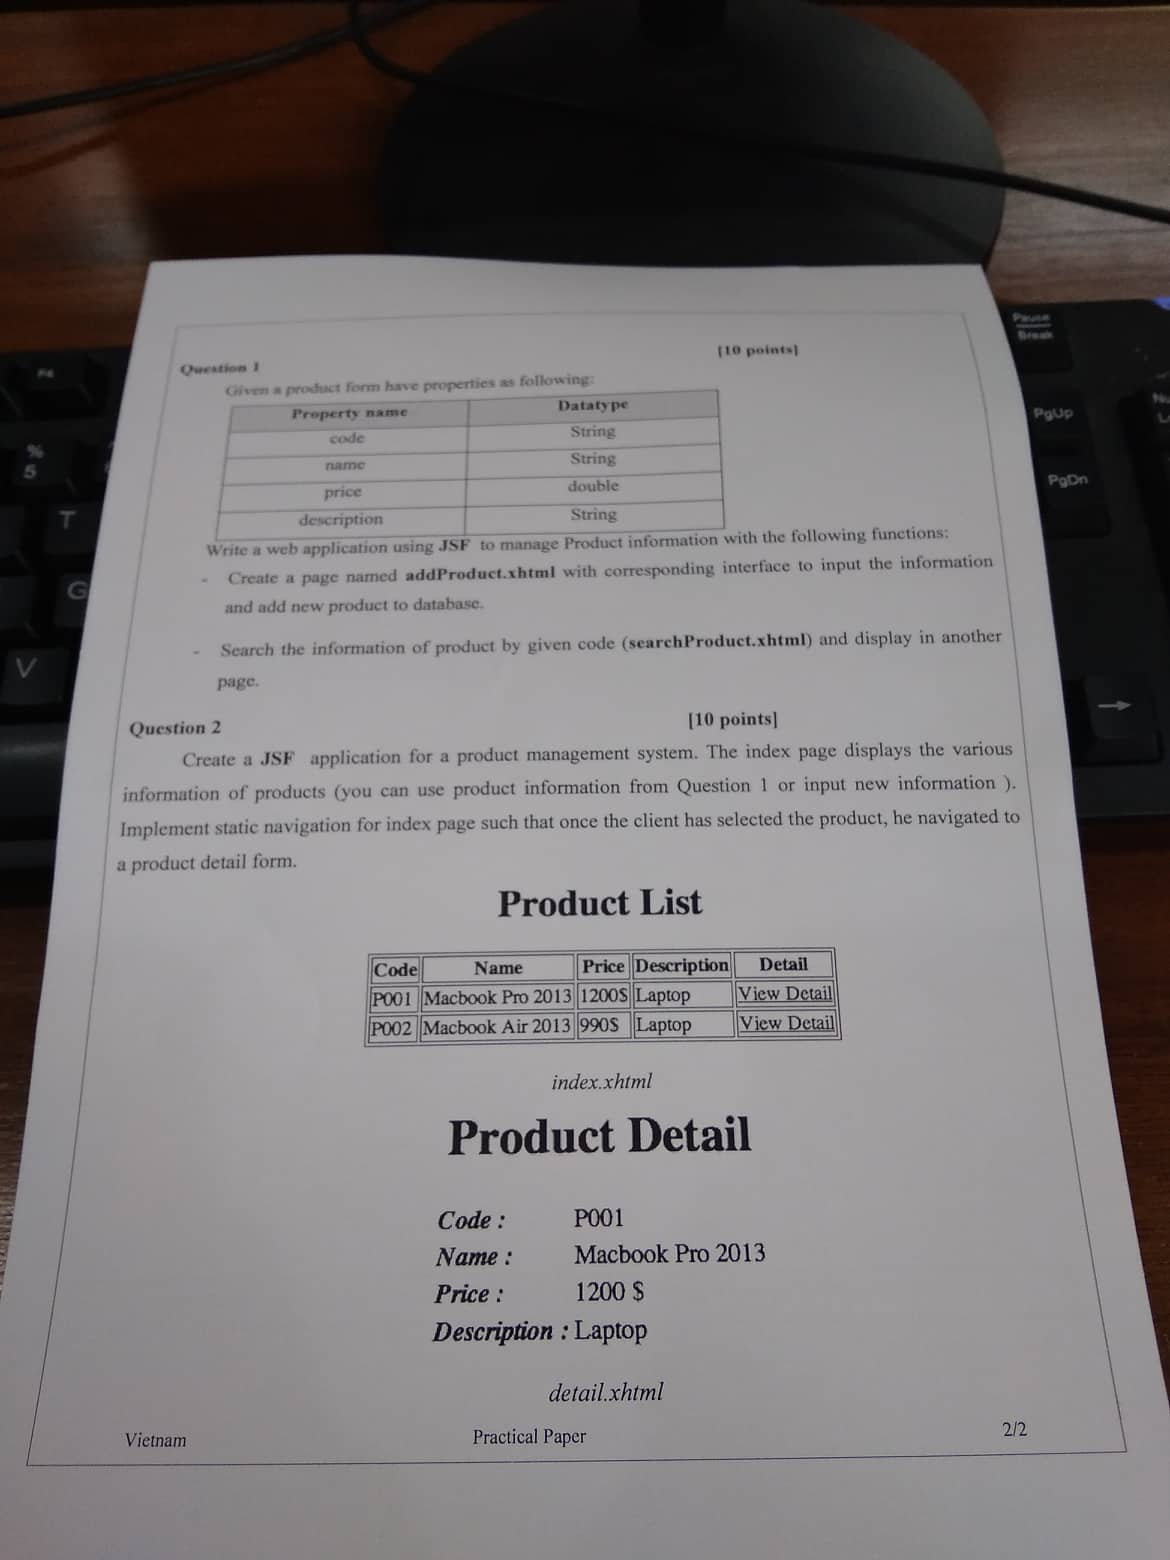 Question 1
[10 points]
Given a product form have properties as following:
Property name Datatype
code String
name String
price double
description String
Write a web application using JSF to manage Product information with the following functions:
- Create a page named addProduct.xhtml with corresponding interface to input the information
and add new product to database.
- Search the information of product by given code (searchProduct.xhtml) and display in another
page.
Question 2 [10 points]
Create a JSF application for a product management system. The index page displays the various
information of products (you can use product information from Question 1 or input new information ).
Implement static navigation for index page such that once the client has selected the product, he navigated to
a product detail form.
Product List
Code Name Price Description Detail
P001 Macbook Pro 2013 1200$ Laptop View Detail
P002 Macbook Air 2013 990$ Laptop View Detail
index.xhtml
Product Detail
Code : P001
Name : Macbook Pro 2013
Price : 1200 $
Description : Laptop
detail.xhtml
Vietnam Practical Paper 2/2
Pause
Break
PgUp
PgDn
F4
%
5
T
G
V
→